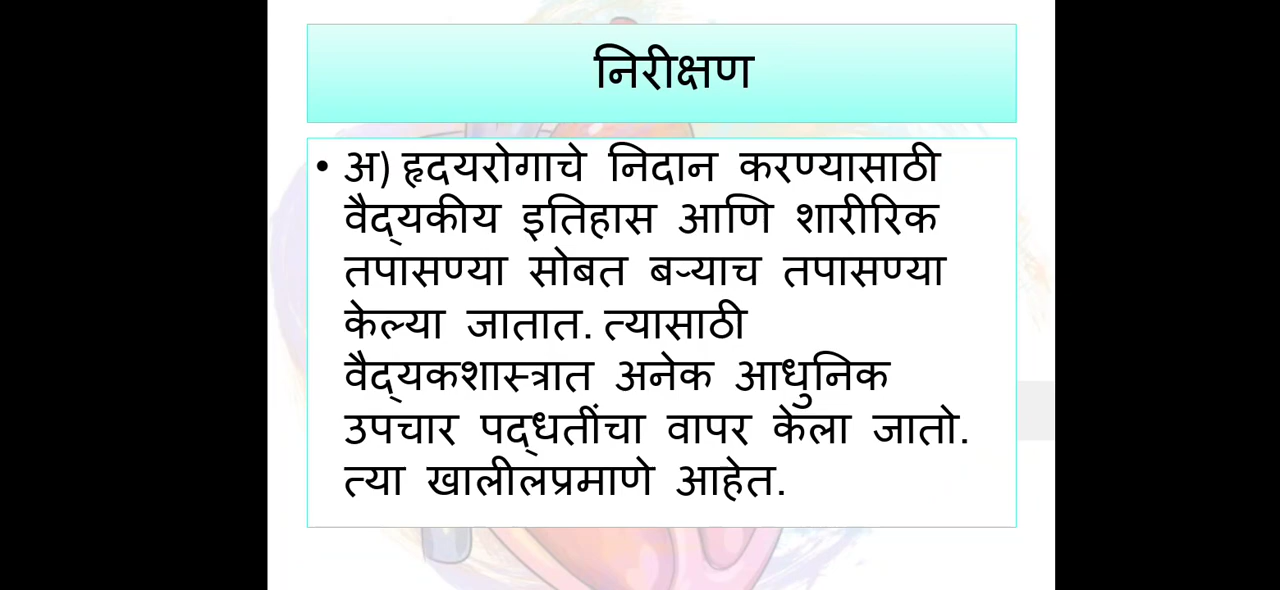 निरीक्षण
• अ) हृदयरोगाचे निदान करण्यासाठी
वैद्यकीय इतिहास आणि शारीरिक
तपासण्या सोबत बऱ्याच तपासण्या
केल्या जातात. त्यासाठी
वैद्यकशास्त्रात अनेक आधुनिक
उपचार पद्धतींचा वापर केला जातो.
त्या खालीलप्रमाणे आहेत.